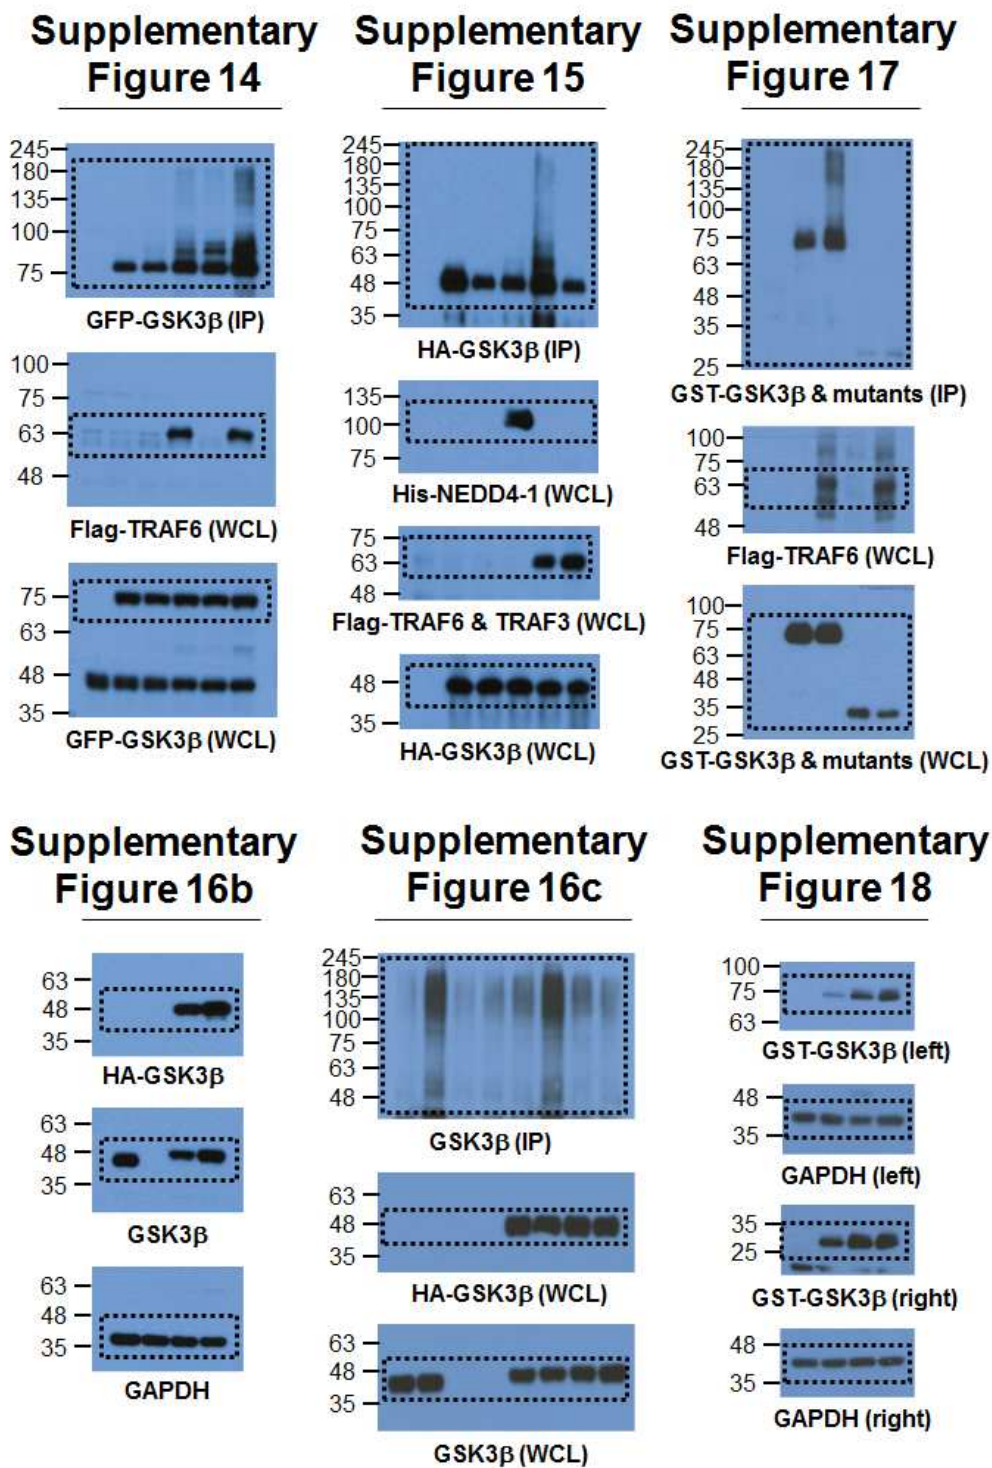 Supplementary
Figure 14
245
180
135
100
75
GFP-GSK3β (IP)
100
75
63
48
Flag-TRAF6 (WCL)
75
63
48
35
GFP-GSK3β (WCL)
Supplementary
Figure 15
245
180
135
100
75
63
48
35
HA-GSK3β (IP)
135
100
75
His-NEDD4-1 (WCL)
75
63
48
Flag-TRAF6 & TRAF3 (WCL)
48
35
HA-GSK3β (WCL)
Supplementary
Figure 17
245
180
135
100
75
63
48
35
25
GST-GSK3β & mutants (IP)
100
75
63
48
Flag-TRAF6 (WCL)
100
75
63
48
35
25
GST-GSK3β & mutants (WCL)
Supplementary
Figure 16b
63
48
35
HA-GSK3β
63
48
35
GSK3β
63
48
35
GAPDH
Supplementary
Figure 16c
245
180
135
100
75
63
48
GSK3β (IP)
63
48
35
HA-GSK3β (WCL)
63
48
35
GSK3β (WCL)
Supplementary
Figure 18
100
75
63
GST-GSK3β (left)
48
35
GAPDH (left)
35
25
GST-GSK3β (right)
48
35
GAPDH (right)